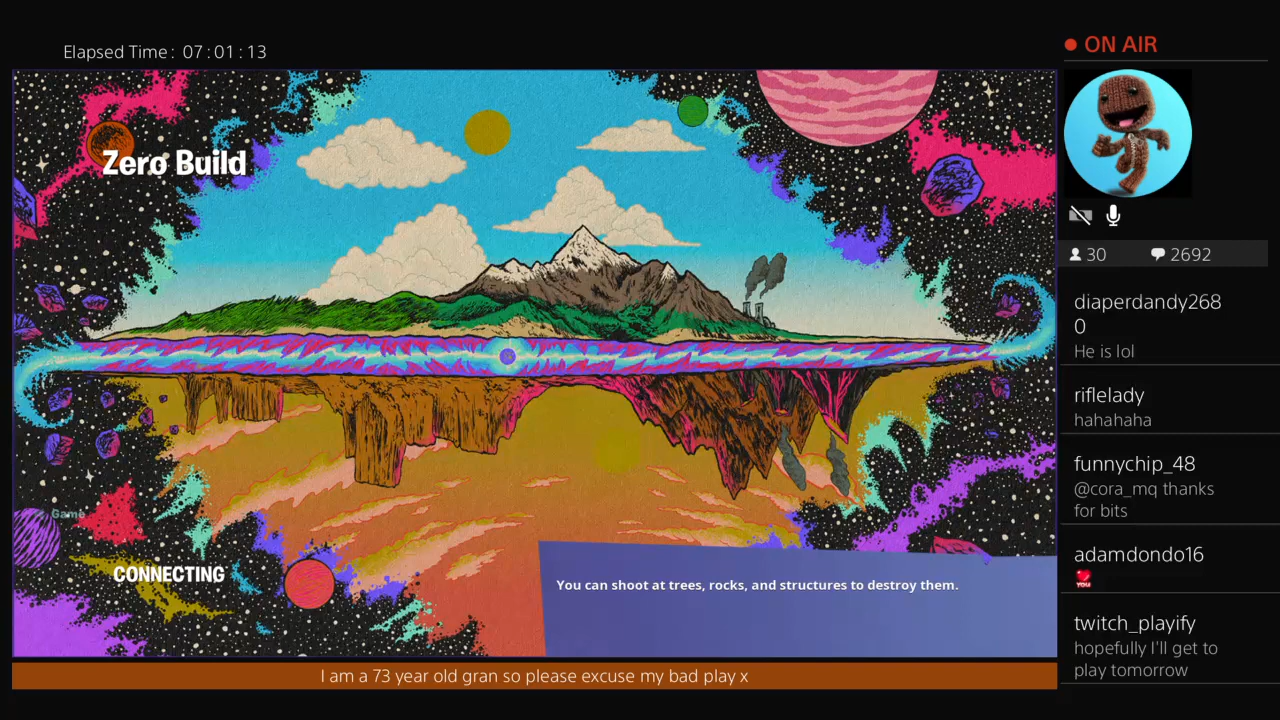 Elapsed Time: 07:01:13
ON AIR
Zero Build
30 2692
diaperdandy268
0
He is lol
riflelady
hahahaha
funnychip_48
@cora_mq thanks
for bits
adamdondo16
YOU
twitch_playify
hopefully I'll get to
play tomorrow
Game
CONNECTING
You can shoot at trees, rocks, and structures to destroy them.
I am a 73 year old gran so please excuse my bad play x